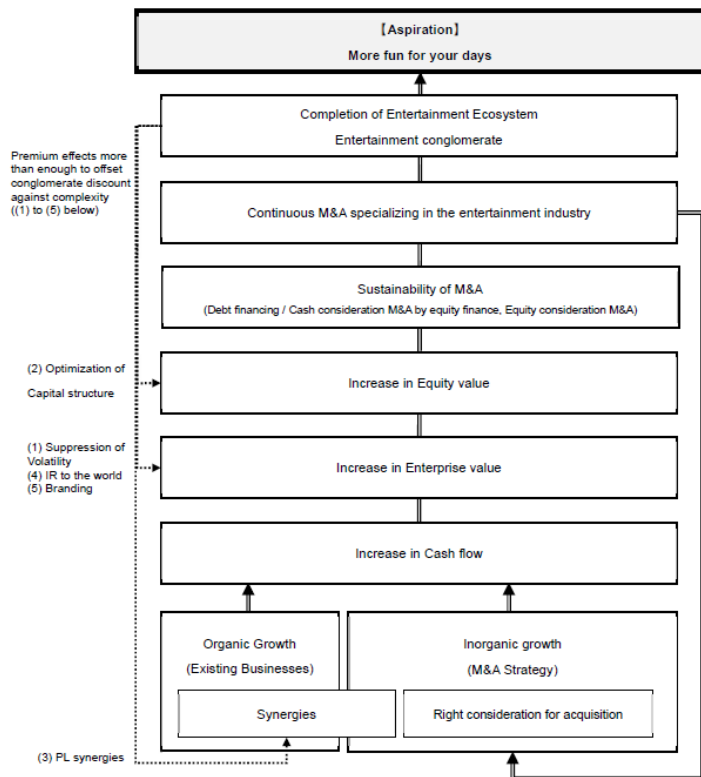 【Aspiration】
More fun for your days
Completion of Entertainment Ecosystem
Entertainment conglomerate
Premium effects more
than enough to offset
conglomerate discount
against complexity
((1) to (5) below)
Continuous M&A specializing in the entertainment industry
Sustainability of M&A
(Debt financing / Cash consideration M&A by equity finance, Equity consideration M&A)
(2) Optimization of
Capital structure
Increase in Equity value
(1) Suppression of
Volatility
(4) IR to the world
(5) Branding
Increase in Enterprise value
Increase in Cash flow
Organic Growth
(Existing Businesses)
Inorganic growth
(M&A Strategy)
Synergies
Right consideration for acquisition
(3) PL synergies